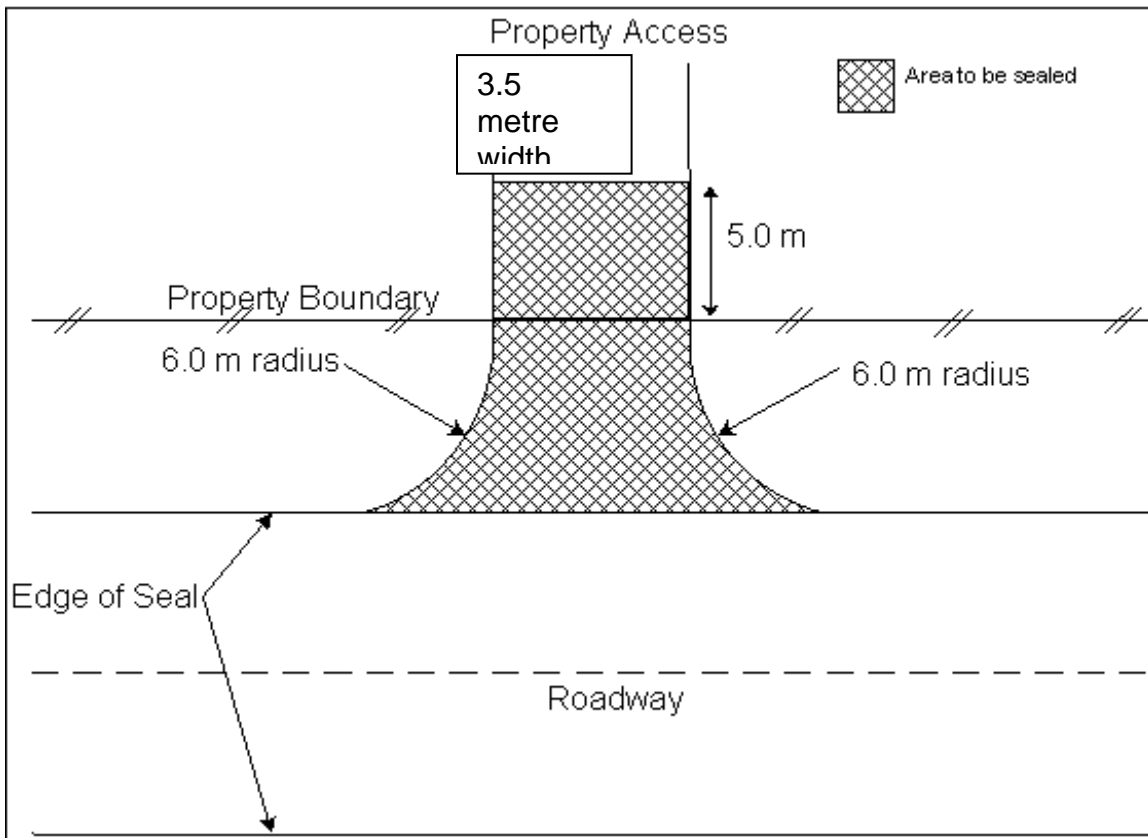 Property Access
3.5
metre
width
Area to be sealed
5.0 m
Property Boundary
6.0 m radius
6.0 m radius
Edge of Seal
Roadway